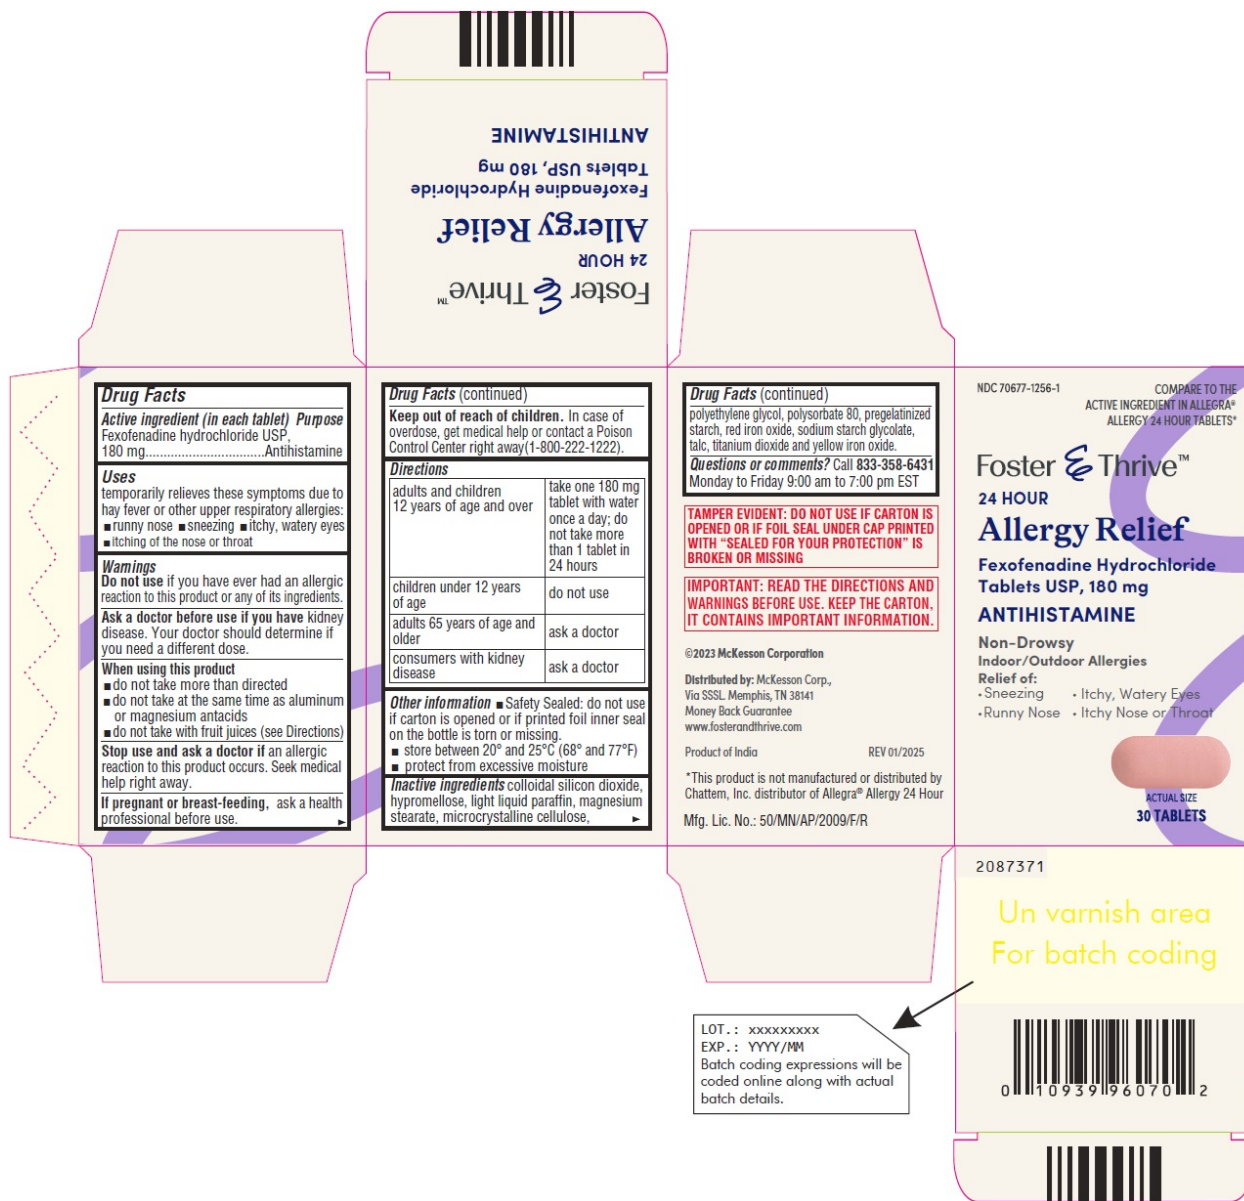 ANTIHISTAMINE
Tablets USP, 180 mg
Fexofenadine Hydrochloride
Allergy Relief
24 HOUR
Foster & Thrive™
Drug Facts
Active ingredient (in each tablet) Purpose
Fexofenadine hydrochloride USP,
180 mg.................................Antihistamine
Uses
temporarily relieves these symptoms due to
hay fever or other upper respiratory allergies:
■ runny nose ■ sneezing ■ itchy, watery eyes
■ itching of the nose or throat
Warnings
Do not use if you have ever had an allergic
reaction to this product or any of its ingredients.
Ask a doctor before use if you have kidney
disease. Your doctor should determine if
you need a different dose.
When using this product
■ do not take more than directed
■ do not take at the same time as aluminum
or magnesium antacids
■ do not take with fruit juices (see Directions)
Stop use and ask a doctor if an allergic
reaction to this product occurs. Seek medical
help right away.
If pregnant or breast-feeding, ask a health
professional before use. ►
Drug Facts (continued)
Keep out of reach of children. In case of
overdose, get medical help or contact a Poison
Control Center right away(1-800-222-1222).
Directions
adults and children
12 years of age and over
take one 180 mg
tablet with water
once a day; do
not take more
than 1 tablet in
24 hours
children under 12 years
of age
do not use
adults 65 years of age and
older
ask a doctor
consumers with kidney
disease
ask a doctor
Other information ■ Safety Sealed: do not use
if carton is opened or if printed foil inner seal
on the bottle is torn or missing.
■ store between 20° and 25°C (68° and 77°F)
■ protect from excessive moisture
Inactive ingredients colloidal silicon dioxide,
hypromellose, light liquid paraffin, magnesium
stearate, microcrystalline cellulose, ►
Drug Facts (continued)
polyethylene glycol, polysorbate 80, pregelatinized
starch, red iron oxide, sodium starch glycolate,
talc, titanium dioxide and yellow iron oxide.
Questions or comments? Call 833-358-6431
Monday to Friday 9:00 am to 7:00 pm EST
TAMPER EVIDENT: DO NOT USE IF CARTON IS
OPENED OR IF FOIL SEAL UNDER CAP PRINTED
WITH "SEALED FOR YOUR PROTECTION" IS
BROKEN OR MISSING
IMPORTANT: READ THE DIRECTIONS AND
WARNINGS BEFORE USE. KEEP THE CARTON,
IT CONTAINS IMPORTANT INFORMATION.
©2023 McKesson Corporation
Distributed by: McKesson Corp.,
Via SSSL. Memphis, TN 38141
Money Back Guarantee
www.fosterandthrive.com
Product of India REV 01/2025
*This product is not manufactured or distributed by
Chattem, Inc. distributor of Allegra® Allergy 24 Hour
Mfg. Lic. No.: 50/MN/AP/2009/F/R
NDC 70677-1256-1
COMPARE TO THE
ACTIVE INGREDIENT IN ALLEGRA®
ALLERGY 24 HOUR TABLETS*
Foster & Thrive™
24 HOUR
Allergy Relief
Fexofenadine Hydrochloride
Tablets USP, 180 mg
ANTIHISTAMINE
Non-Drowsy
Indoor/Outdoor Allergies
Relief of:
• Sneezing • Itchy, Watery Eyes
• Runny Nose • Itchy Nose or Throat
ACTUAL SIZE
30 TABLETS
2087371
Un varnish area
For batch coding
LOT.: xxxxxxxxx
EXP.: YYYY/MM
Batch coding expressions will be
coded online along with actual
batch details.
0 10939 96070 2